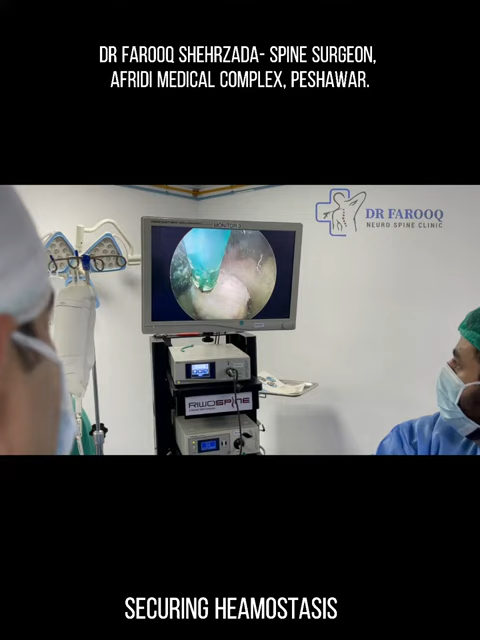 DR FAROOQ SHEHRZADA- SPINE SURGEON,
AFRIDI MEDICAL COMPLEX, PESHAWAR.
DR FAROOQ
NEURO SPINE CLINIC
RIWOSPINE
SECURING HEAMOSTASIS